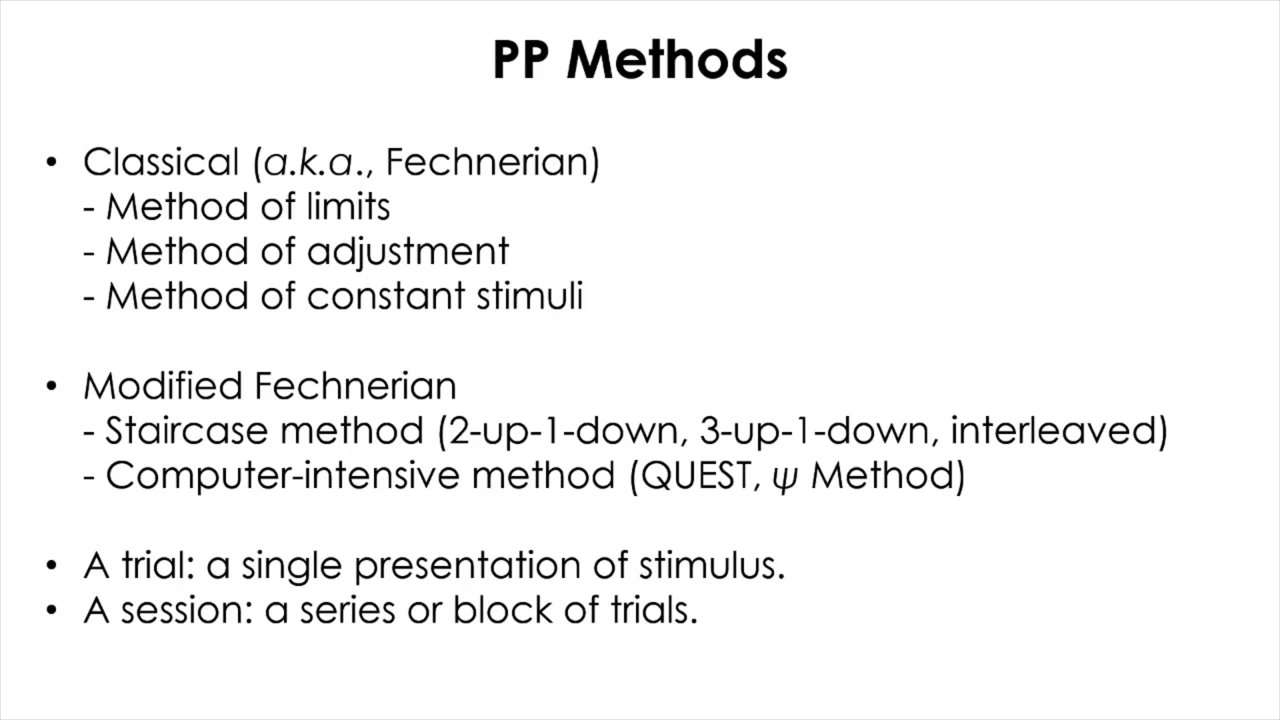 PP Methods
• Classical (a.k.a., Fechnerian)
- Method of limits
- Method of adjustment
- Method of constant stimuli
• Modified Fechnerian
- Staircase method (2-up-1-down, 3-up-1-down, interleaved)
- Computer-intensive method (QUEST, ψ Method)
• A trial: a single presentation of stimulus.
• A session: a series or block of trials.